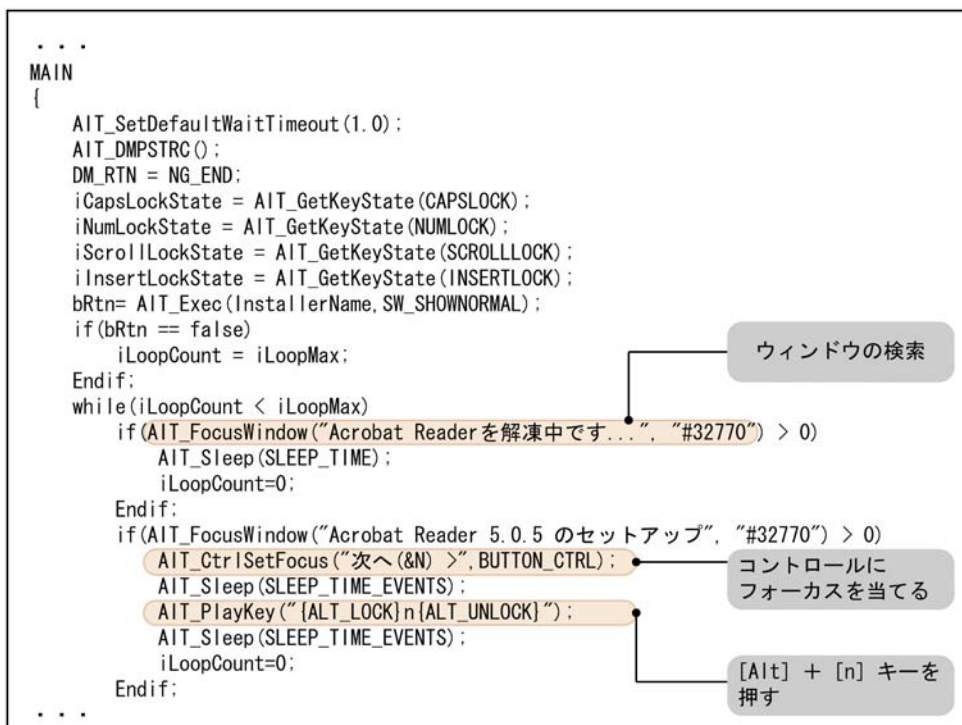 ・・・
MAIN
{
AIT_SetDefaultWaitTimeout(1.0);
AIT_DMPSTRC();
DM_RTN = NG_END;
iCapsLockState = AIT_GetKeyState(CAPSLOCK);
iNumLockState = AIT_GetKeyState(NUMLOCK);
iScrollLockState = AIT_GetKeyState(SCROLLLOCK);
iInsertLockState = AIT_GetKeyState(INSERTLOCK);
bRtn= AIT_Exec(InstallerName,SW_SHOWNORMAL);
if(bRtn == false)
iLoopCount = iLoopMax;
Endif;
while(iLoopCount < iLoopMax)
if(AIT_FocusWindow("Acrobat Readerを解凍中です...", "#32770") > 0)
AIT_Sleep(SLEEP_TIME);
iLoopCount=0;
Endif;
if(AIT_FocusWindow("Acrobat Reader 5.0.5 のセットアップ", "#32770") > 0)
AIT_CtrlSetFocus("次へ(&N) >",BUTTON_CTRL);
AIT_Sleep(SLEEP_TIME_EVENTS);
AIT_PlayKey("{ALT_LOCK}n{ALT_UNLOCK}");
AIT_Sleep(SLEEP_TIME_EVENTS);
iLoopCount=0;
Endif;
・・・
ウィンドウの検索
コントロールに
フォーカスを当てる
[Alt] + [n] キーを
押す